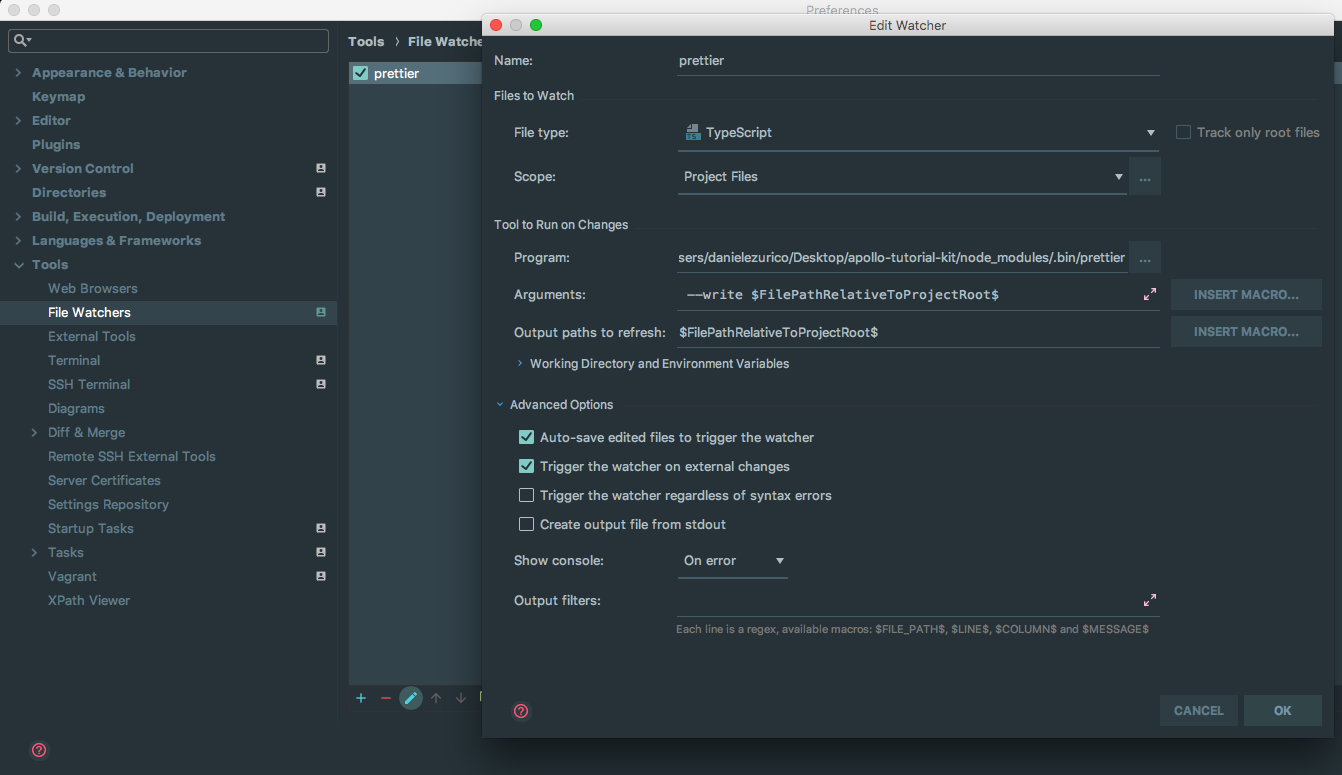 Preferences
Edit Watcher
Tools › File Watche
prettier
Appearance & Behavior
Keymap
Editor
Plugins
Version Control
Directories
Build, Execution, Deployment
Languages & Frameworks
Tools
Web Browsers
File Watchers
External Tools
Terminal
SSH Terminal
Diagrams
Diff & Merge
Remote SSH External Tools
Server Certificates
Settings Repository
Startup Tasks
Tasks
Vagrant
XPath Viewer
Name: prettier
Files to Watch
File type: TypeScript Track only root files
Scope: Project Files ...
Tool to Run on Changes
Program: sers/danielezurico/Desktop/apollo-tutorial-kit/node_modules/.bin/prettier ...
Arguments: --write $FilePathRelativeToProjectRoot$ INSERT MACRO...
Output paths to refresh: $FilePathRelativeToProjectRoot$ INSERT MACRO...
Working Directory and Environment Variables
Advanced Options
Auto-save edited files to trigger the watcher
Trigger the watcher on external changes
Trigger the watcher regardless of syntax errors
Create output file from stdout
Show console: On error
Output filters:
Each line is a regex, available macros: $FILE_PATH$, $LINE$, $COLUMN$ and $MESSAGE$
CANCEL OK